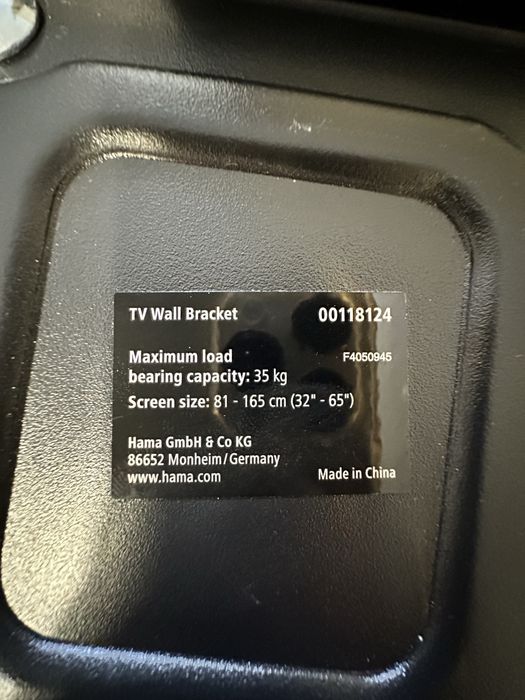 TV Wall Bracket 00118124
Maximum load F4050945
bearing capacity: 35 kg
Screen size: 81 - 165 cm (32" - 65")
Hama GmbH & Co KG
86652 Monheim/Germany
www.hama.com Made in China